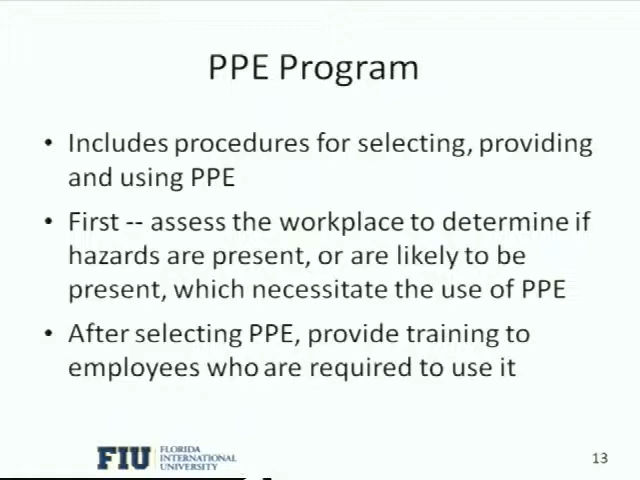 PPE Program
• Includes procedures for selecting, providing
and using PPE
• First -- assess the workplace to determine if
hazards are present, or are likely to be
present, which necessitate the use of PPE
• After selecting PPE, provide training to
employees who are required to use it
FIU
FLORIDA
INTERNATIONAL
UNIVERSITY
13